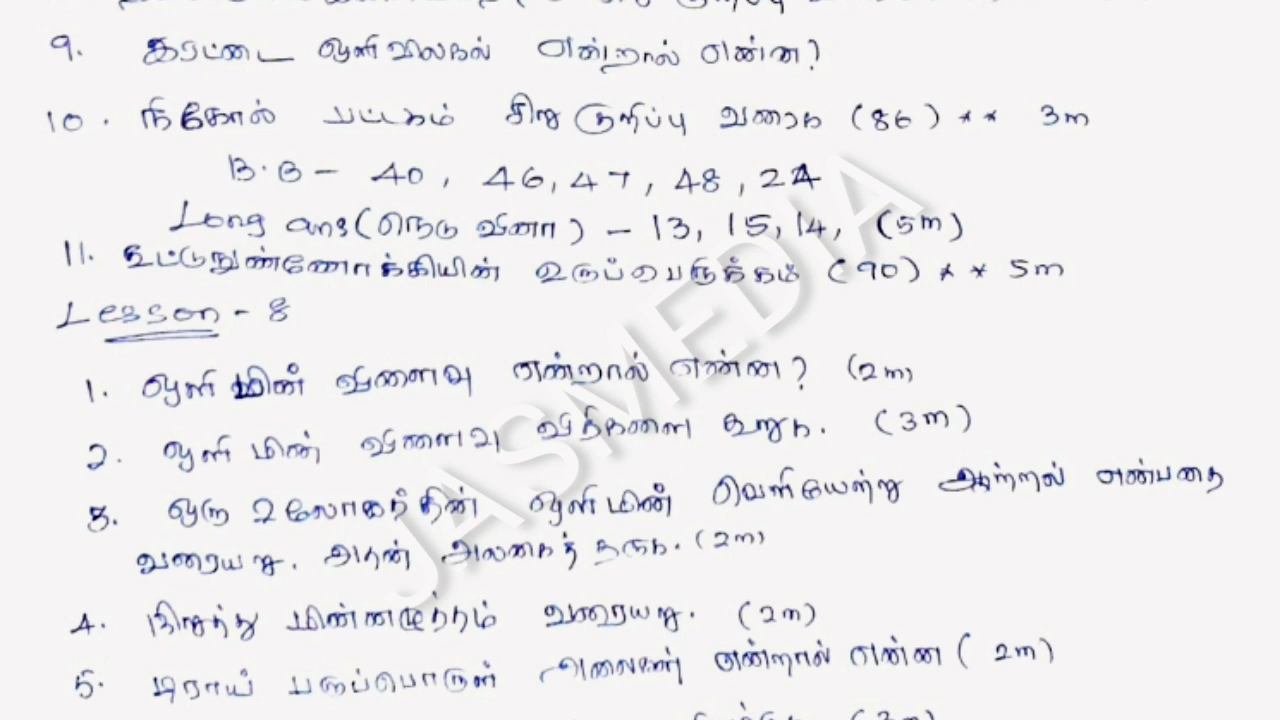 9. இரட்டை ஒளிவிலகல் என்றால் என்ன?
10. நிகோல் பட்டகம் சிறு குறிப்பு வரைக (86) ** 3m
B.B - 40, 46, 47, 48, 24
Long ans (நெடு வினா) - 13, 15, 14, (5m)
11. கூட்டுநுண்ணோக்கியின் உருப்பெருக்கம் (90) ** 5m
Lesson - 8
1. ஒளி மின் விளைவு என்றால் என்ன? (2m)
2. ஒளி மின் விளைவு விதிகளை கூறுக. (3m)
3. ஒரு உலோகத்தின் ஒளிமின் வெளியேற்று ஆற்றல் என்பதை
வரையறு. அதன் அலகைத் தருக. (2m)
4. நிறுத்து மின்னழுத்தம் வரையறு. (2m)
5. டிராய் பருப்பொருள் அலைகள் என்றால் என்ன (2m)
JASMEDIA